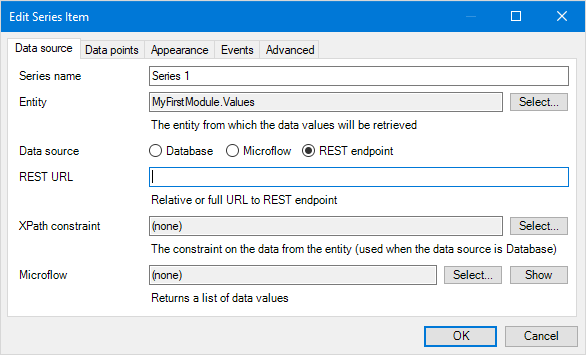 Edit Series Item
Data source Data points Appearance Events Advanced
Series name Series 1
Entity MyFirstModule.Values Select...
The entity from which the data values will be retrieved
Data source Database Microflow REST endpoint
REST URL
Relative or full URL to REST endpoint
XPath constraint (none) Select...
The constraint on the data from the entity (used when the data source is Database)
Microflow (none) Select... Show
Returns a list of data values
OK Cancel